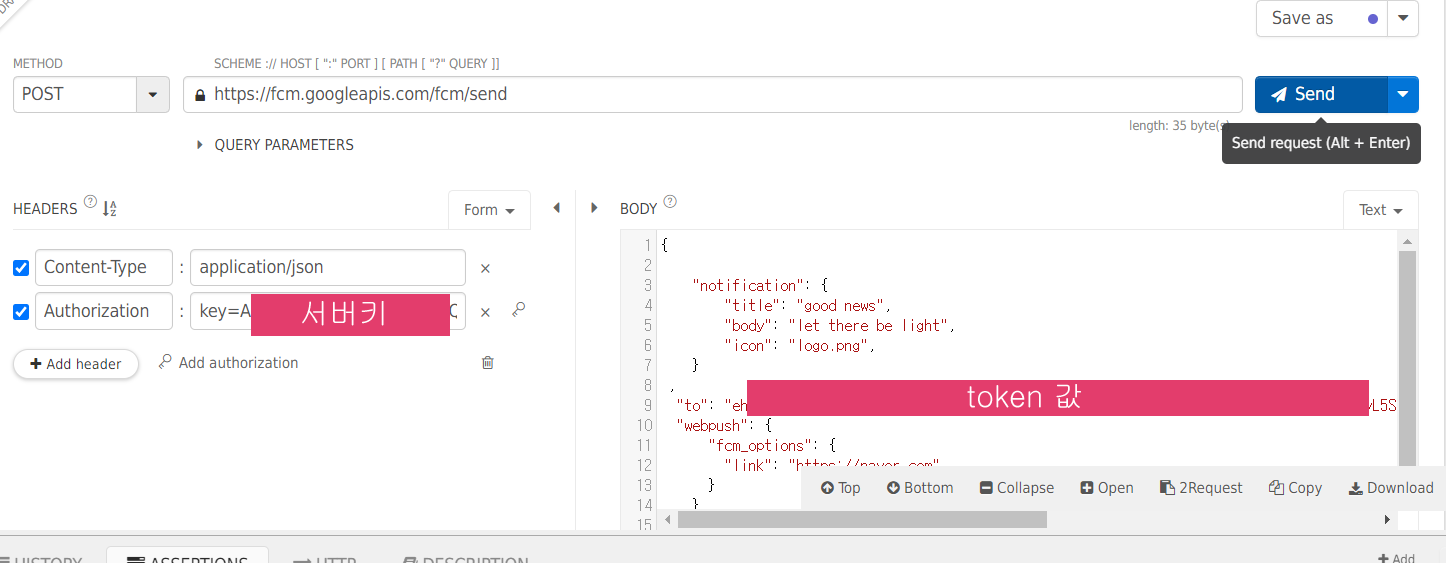 DR
Save as
METHOD
SCHEME :// HOST [ ":" PORT ] [ PATH [ "?" QUERY ]]
POST
https://fcm.googleapis.com/fcm/send
Send
length: 35 byte(s)
Send request (Alt + Enter)
QUERY PARAMETERS
HEADERS ? A Z
Form
BODY ?
Text
Content-Type : application/json ×
Authorization : key=A 서버키 Q ×
+ Add header
Add authorization
1 {
2
3 "notification": {
4 "title": "good news",
5 "body": "let there be light",
6 "icon": "logo.png",
7 }
8 ,
9 "to": "eh token 값 L5S
10 "webpush": {
11 "fcm_options": {
12 "link": "https://naver.com"
13 }
14 }
15
Top Bottom Collapse Open 2Request Copy Download
HISTORY
ASSERTIONS
HTTP
DESCRIPTION
+ Add